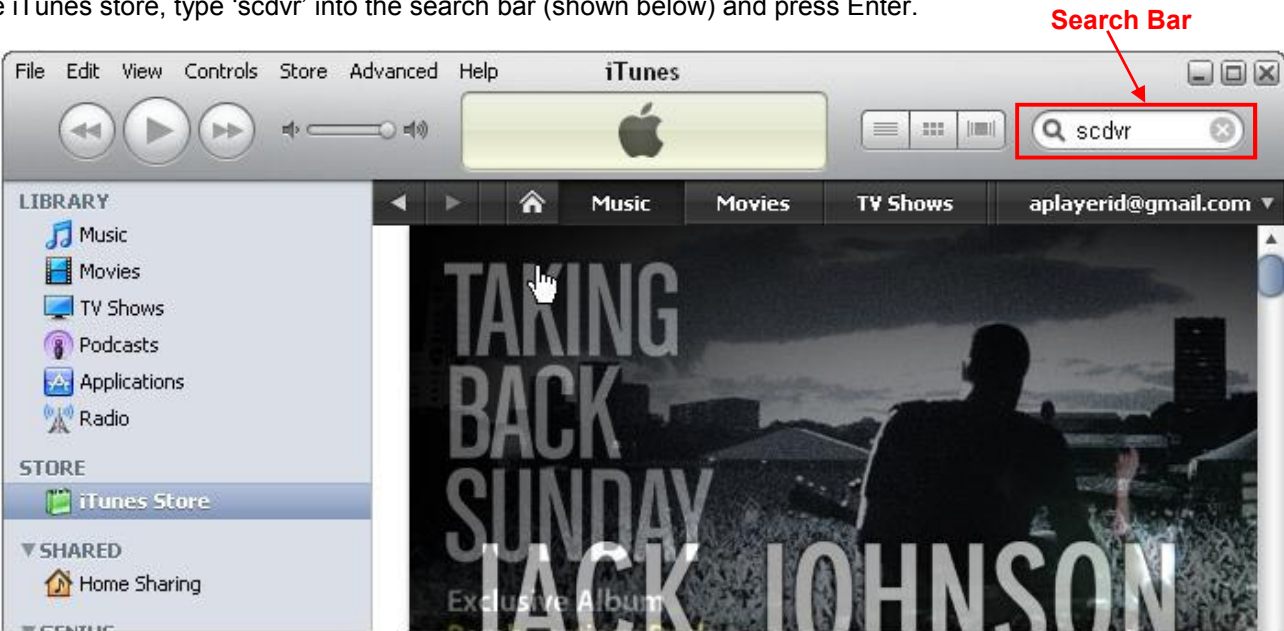 iTunes store, type ‘scdvr’ into the search bar (shown below) and press Enter.
Search Bar
File Edit View Controls Store Advanced Help iTunes
scdvr
LIBRARY
Music
Movies
TV Shows
Podcasts
Applications
Radio
STORE
iTunes Store
SHARED
Home Sharing
GENIUS
Music Movies TV Shows aplayerid@gmail.com
TAKING
BACK
SUNDAY
JACK JOHNSON
Exclusive Album